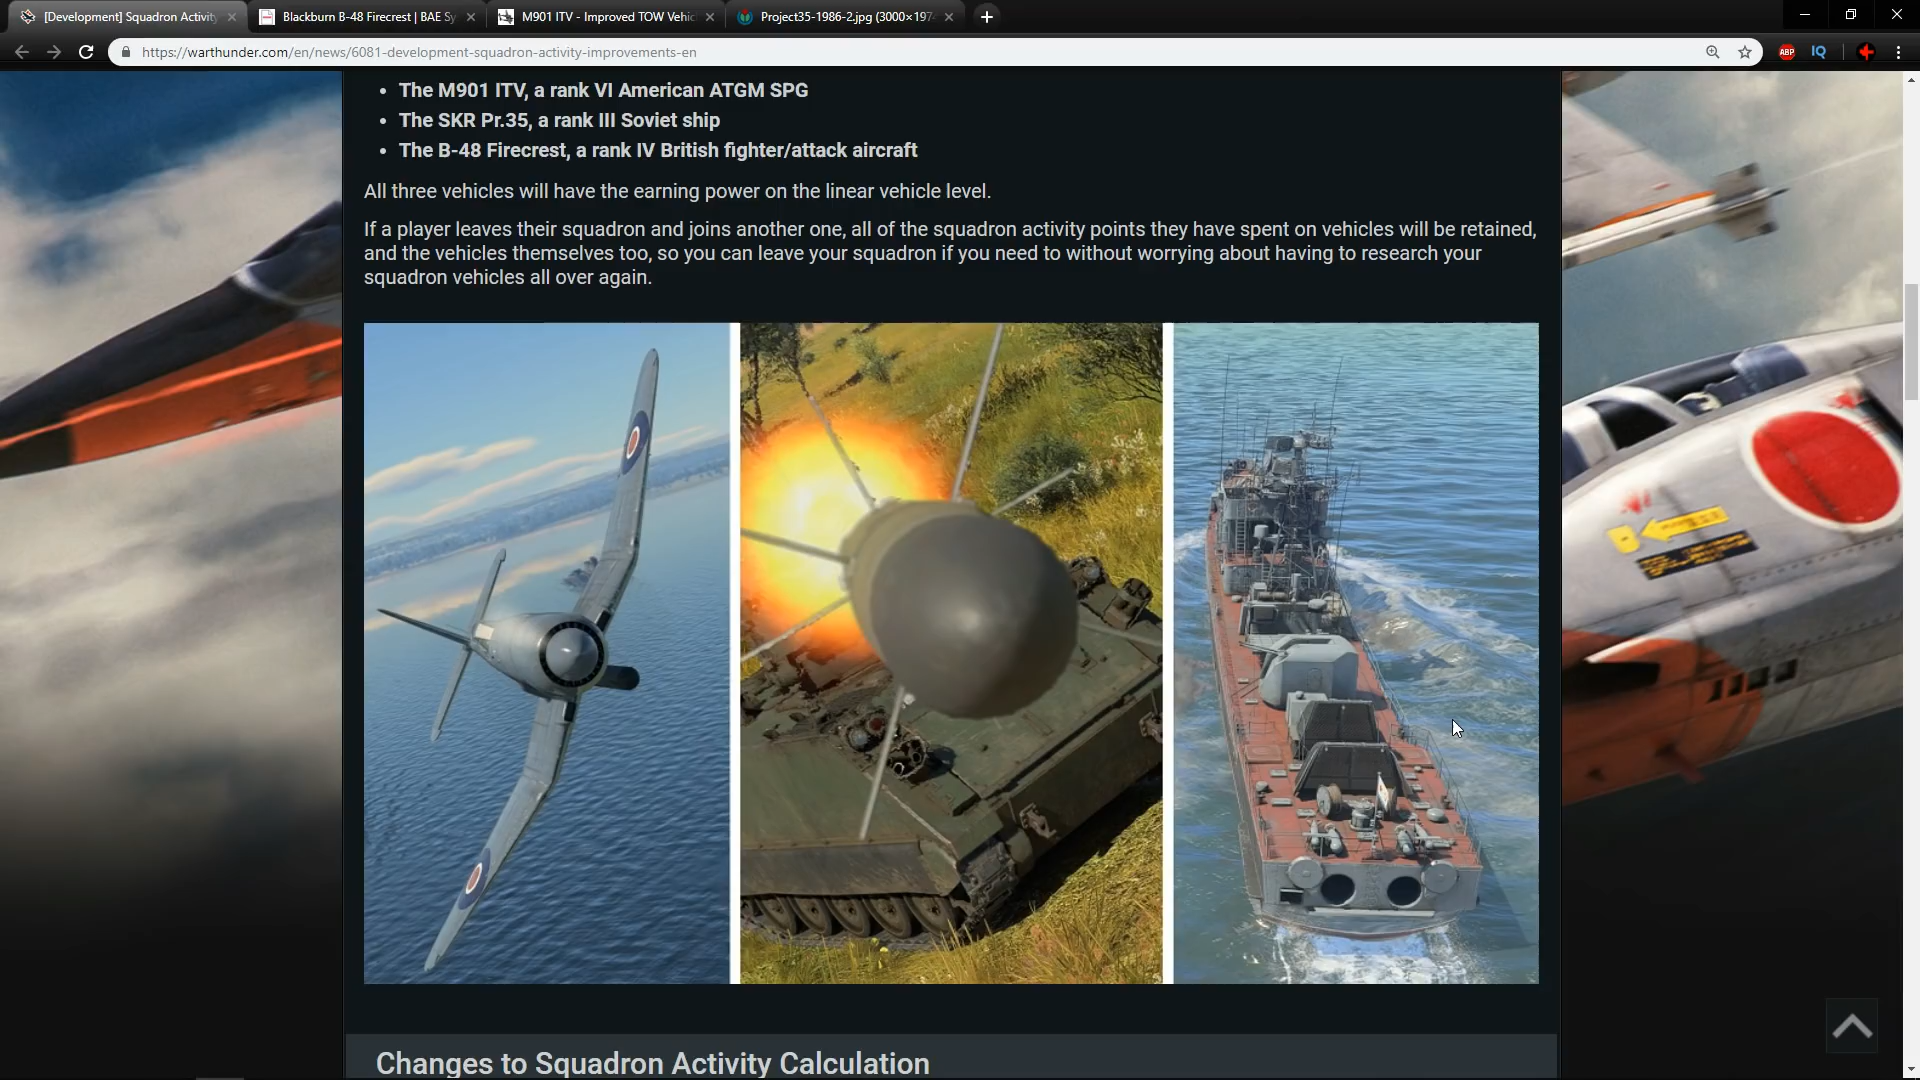 [Development] Squadron Activity
Blackburn B-48 Firecrest | BAE Sy
M901 ITV - Improved TOW Vehic
Project35-1986-2.jpg (3000×197
https://warthunder.com/en/news/6081-development-squadron-activity-improvements-en
ABP
IQ
• The M901 ITV, a rank VI American ATGM SPG
• The SKR Pr.35, a rank III Soviet ship
• The B-48 Firecrest, a rank IV British fighter/attack aircraft
All three vehicles will have the earning power on the linear vehicle level.
If a player leaves their squadron and joins another one, all of the squadron activity points they have spent on vehicles will be retained,
and the vehicles themselves too, so you can leave your squadron if you need to without worrying about having to research your
squadron vehicles all over again.
Changes to Squadron Activity Calculation